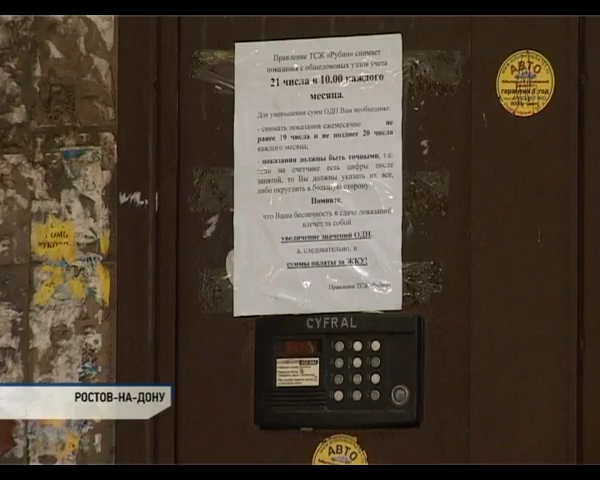 Правление ТСЖ «Рубин» снимает
показания с общедомовых узлов учета
21 числа в 10.00 каждого
месяца.
Для уменьшения сумм ОДН Вам необходимо:
- снимать показания ежемесячно не
ранее 19 числа и не позднее 20 числа
каждого месяца;
- показания должны быть точными, т.е.
если на счетчике есть цифры после
запятой, то Вы должны указать их все,
либо округлить в большую сторону.
Помните,
что Ваша беспечность в сдаче показаний
влечет за собой
увеличение значений ОДН,
а, следовательно, и
суммы оплаты за ЖКУ!
Правление ТСЖ «Рубин»
CYFRAL
АВТО
гарантия 1 год
АВТО
РОСТОВ-НА-ДОНУ